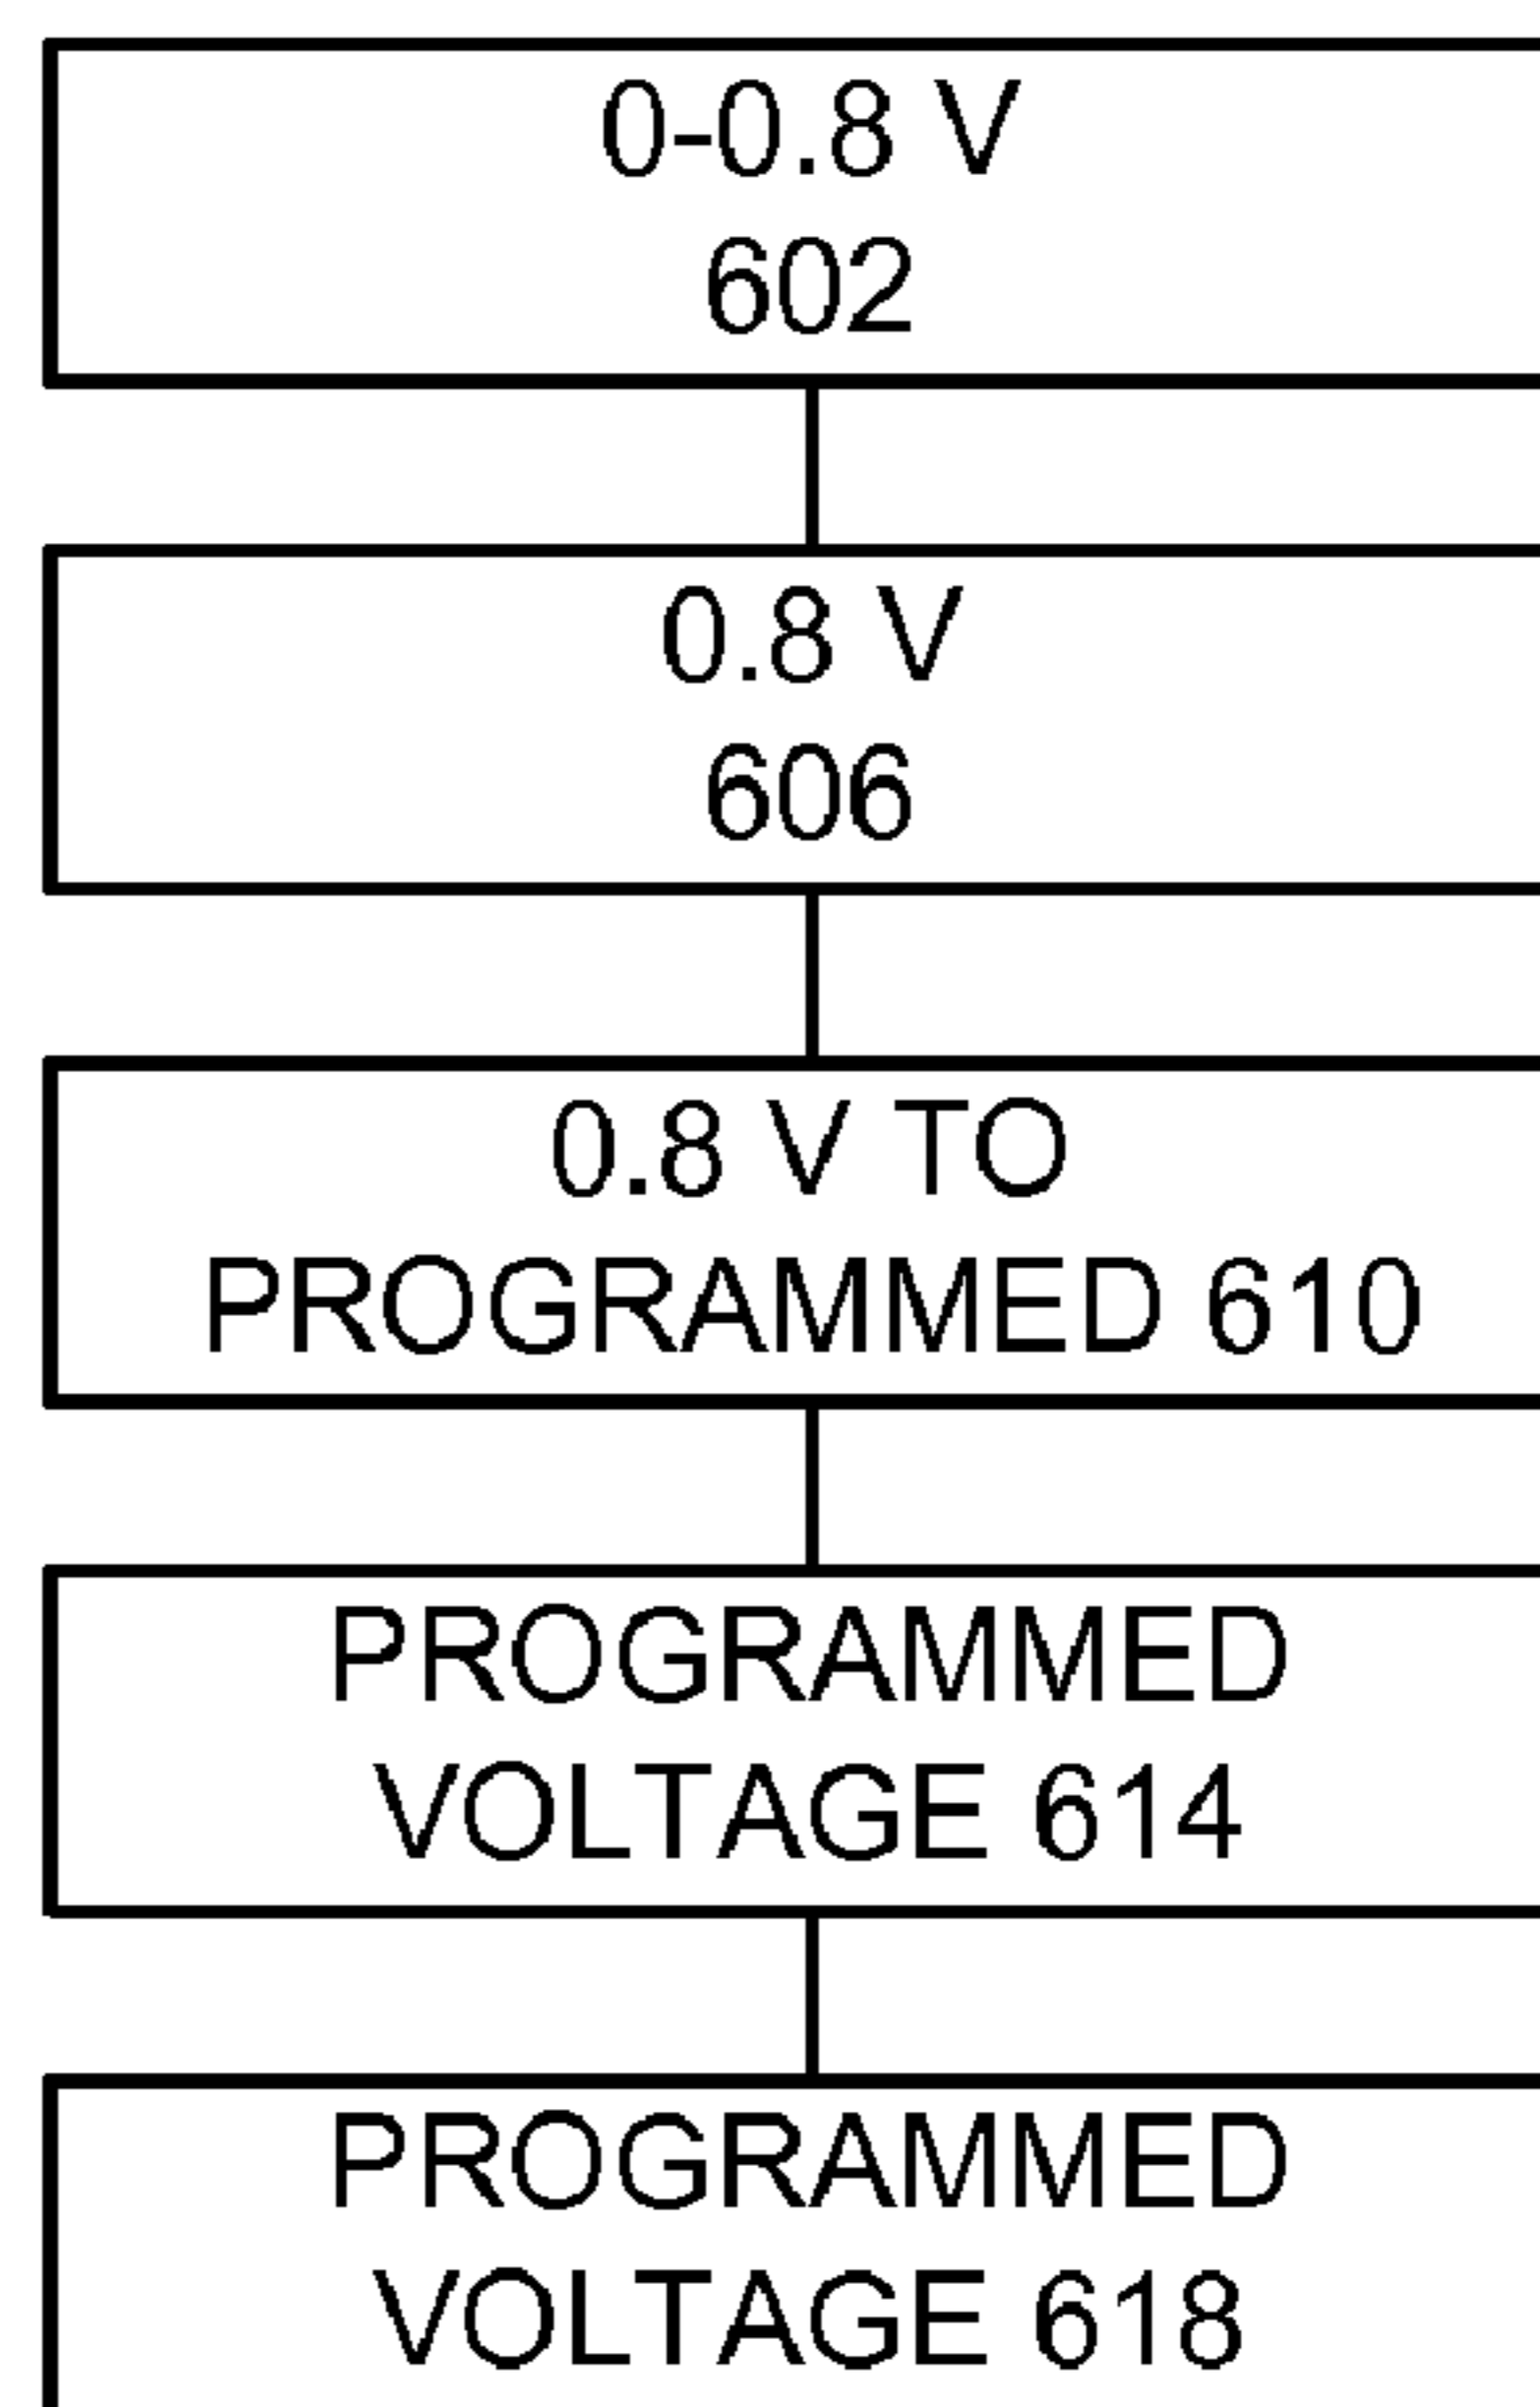 0-0.8 V
602
0.8 V
606
0.8 V TO
PROGRAMMED 610
PROGRAMMED
VOLTAGE 614
PROGRAMMED
VOLTAGE 618